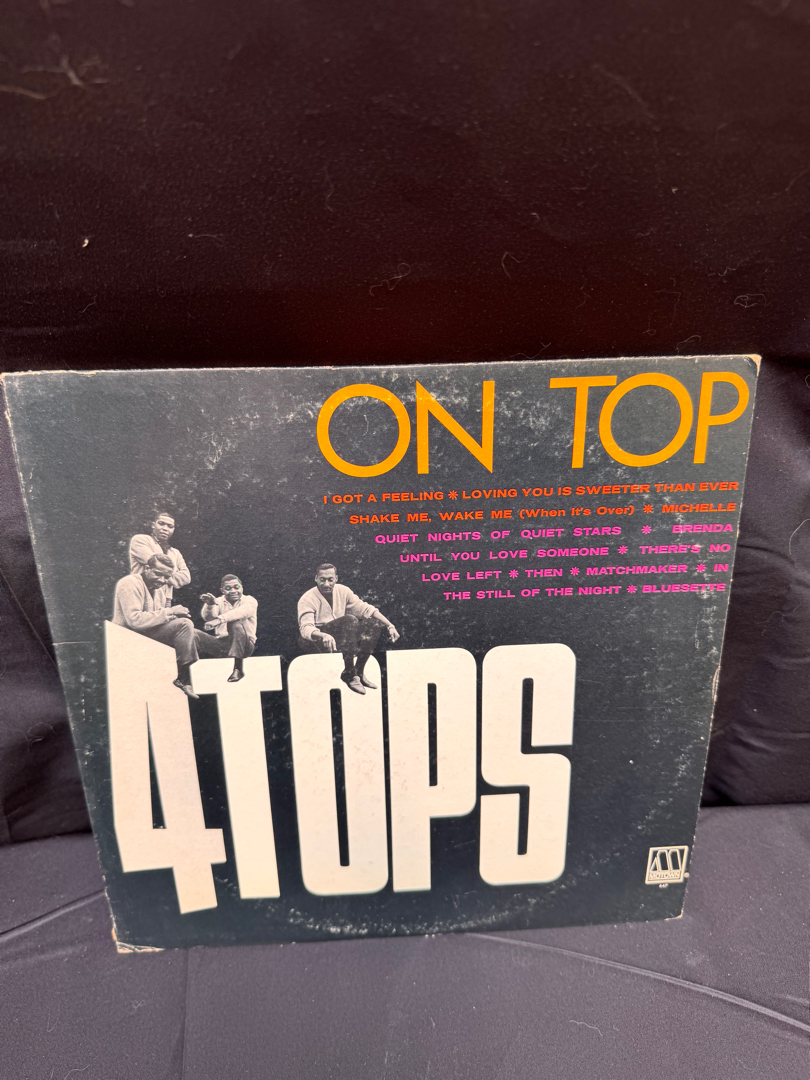 ON TOP
I GOT A FEELING ✻ LOVING YOU IS SWEETER THAN EVER
SHAKE ME, WAKE ME (When It's Over) ✻ MICHELLE
QUIET NIGHTS OF QUIET STARS ✻ BRENDA
UNTIL YOU LOVE SOMEONE ✻ THERE'S NO
LOVE LEFT ✻ THEN ✻ MATCHMAKER ✻ IN
THE STILL OF THE NIGHT ✻ BLUESETTE
4TOPS
M
MOTOWN